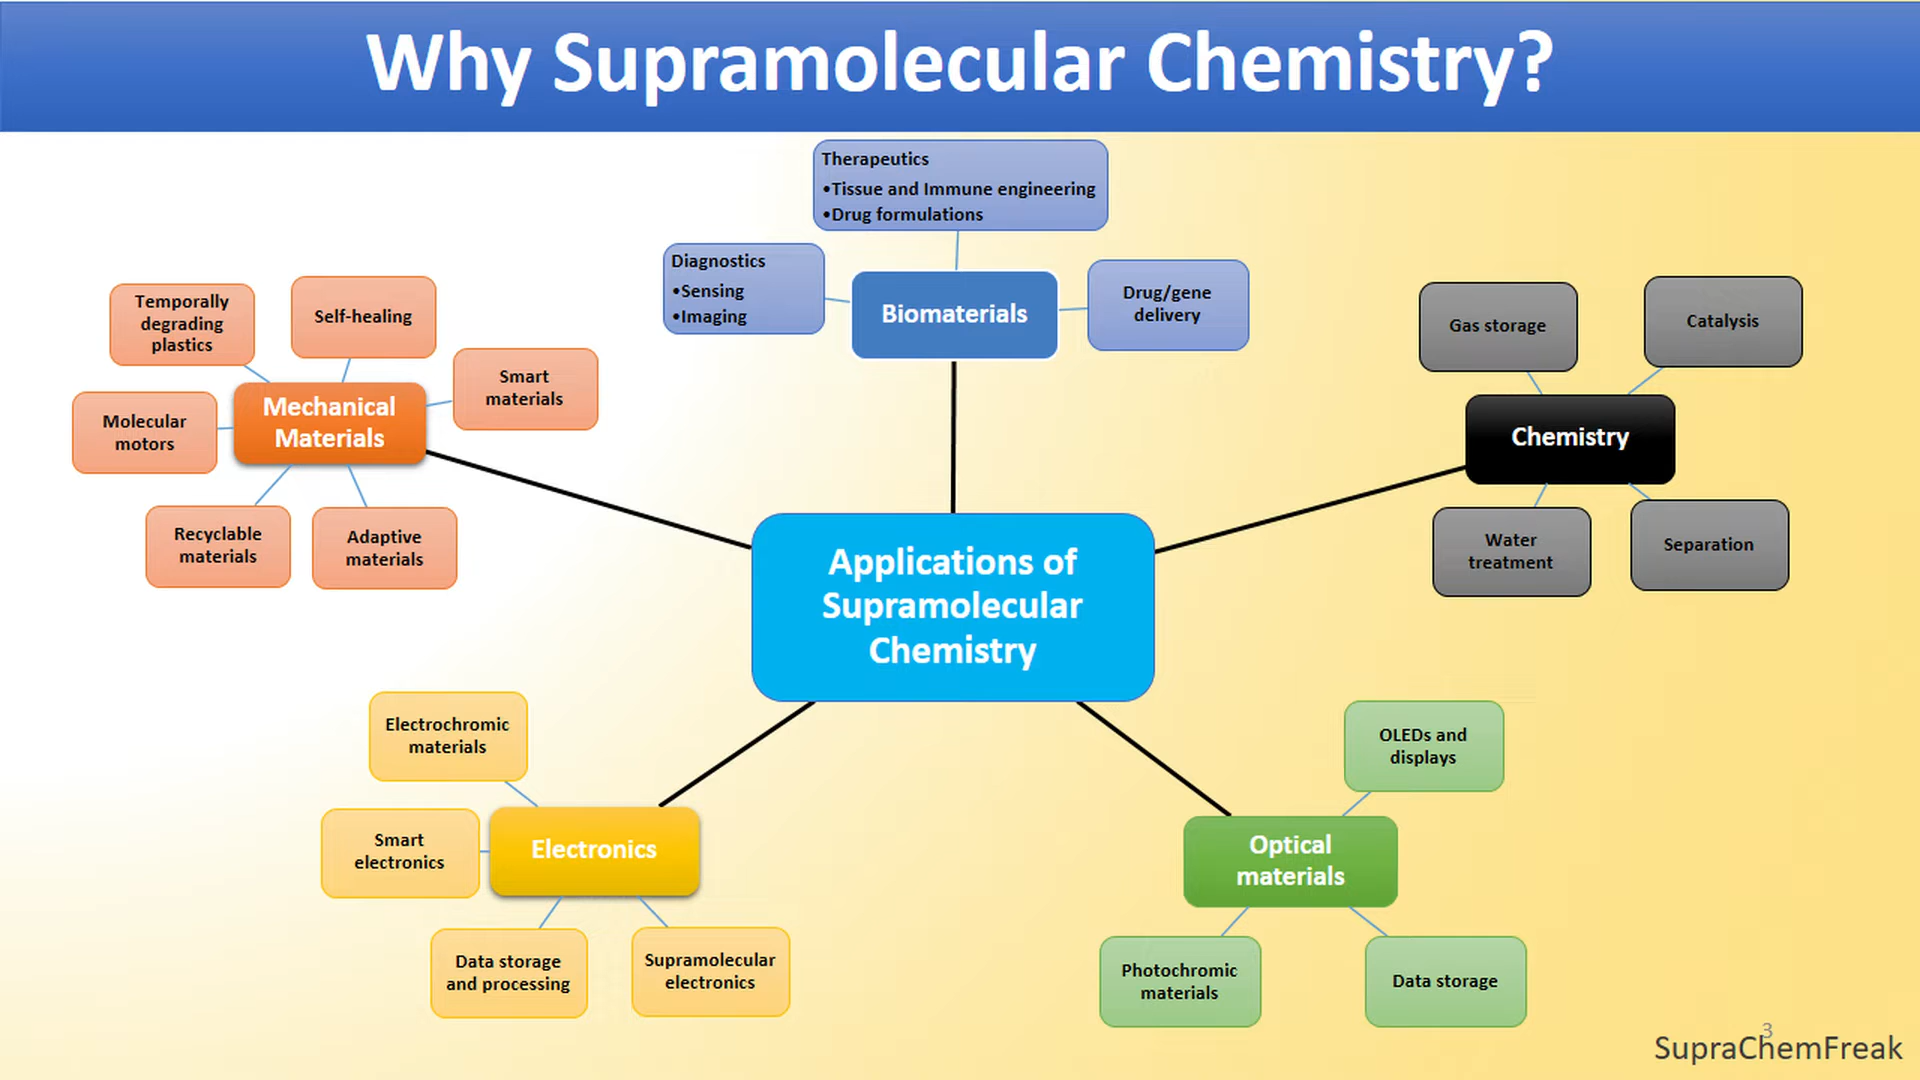 Why Supramolecular Chemistry?
Therapeutics
•Tissue and Immune engineering
•Drug formulations
Diagnostics
•Sensing
•Imaging
Biomaterials
Drug/gene
delivery
Temporally
degrading
plastics
Self-healing
Smart
materials
Molecular
motors
Mechanical
Materials
Recyclable
materials
Adaptive
materials
Gas storage
Catalysis
Chemistry
Water
treatment
Separation
Applications of
Supramolecular
Chemistry
Electrochromic
materials
Smart
electronics
Electronics
Data storage
and processing
Supramolecular
electronics
OLEDs and
displays
Optical
materials
Photochromic
materials
Data storage
3
SupraChemFreak